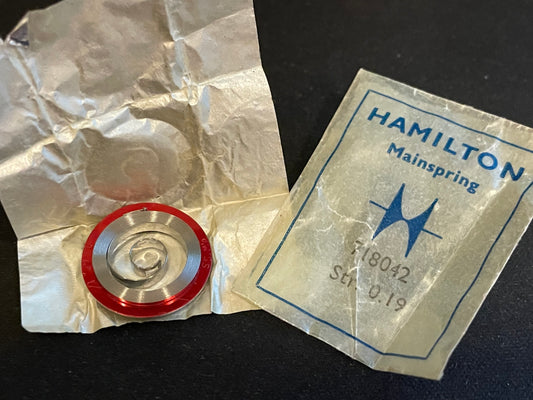 HAMILTON
Mainspring
718042
Str. 0.19